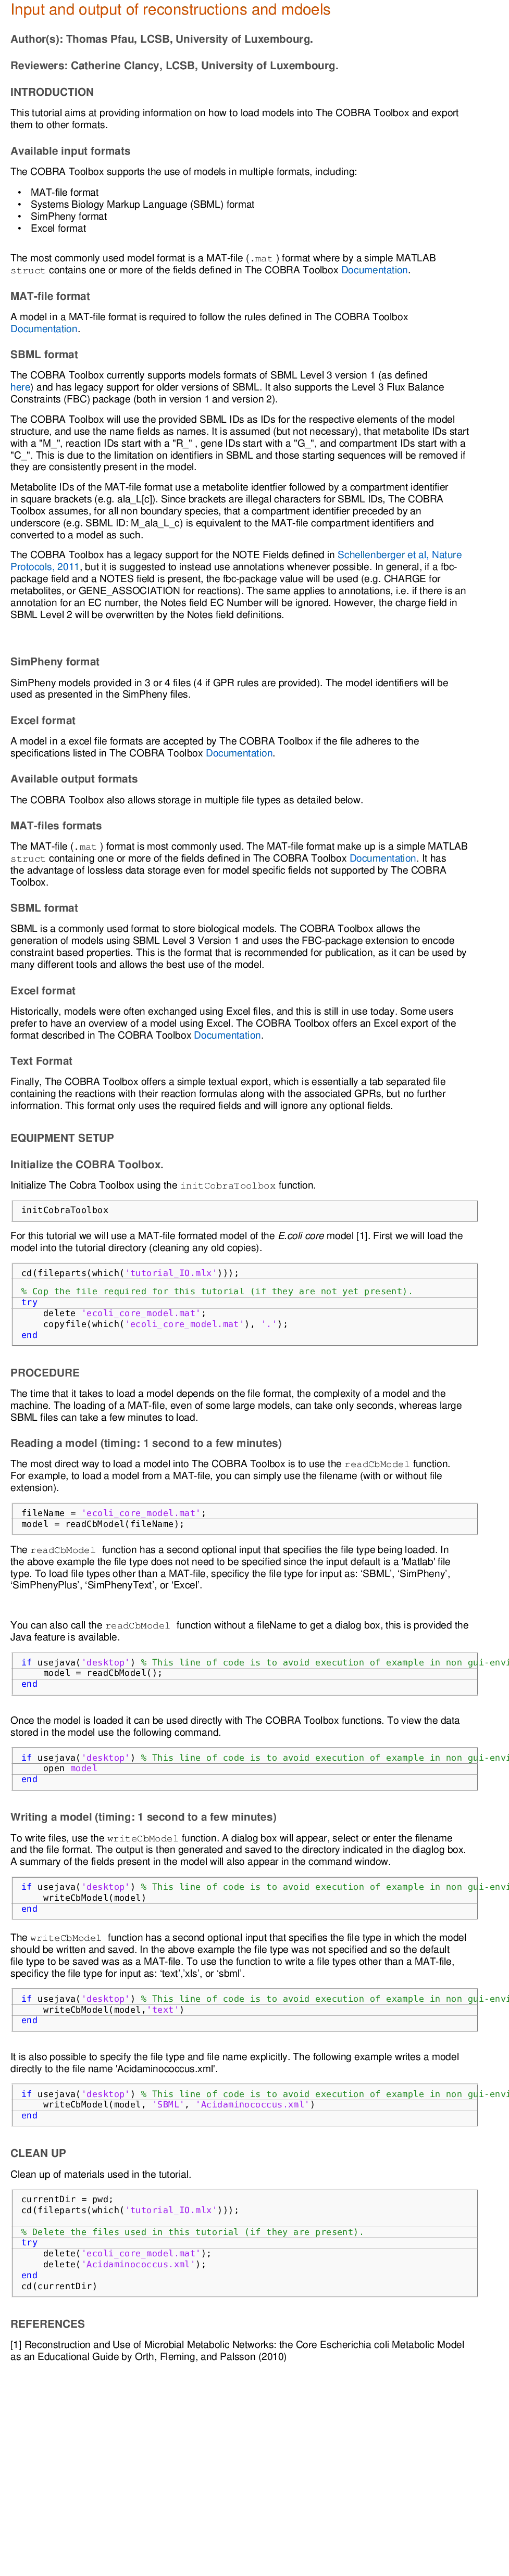 Input and output of reconstructions and mdoels
Author(s): Thomas Pfau, LCSB, University of Luxembourg.
Reviewers: Catherine Clancy, LCSB, University of Luxembourg.
INTRODUCTION
This tutorial aims at providing information on how to load models into The COBRA Toolbox and export
them to other formats.
Available input formats
The COBRA Toolbox supports the use of models in multiple formats, including:
• MAT-file format
• Systems Biology Markup Language (SBML) format
• SimPheny format
• Excel format
The most commonly used model format is a MAT-file (.mat ) format where by a simple MATLAB
struct contains one or more of the fields defined in The COBRA Toolbox Documentation.
MAT-file format
A model in a MAT-file format is required to follow the rules defined in The COBRA Toolbox
Documentation.
SBML format
The COBRA Toolbox currently supports models formats of SBML Level 3 version 1 (as defined
here) and has legacy support for older versions of SBML. It also supports the Level 3 Flux Balance
Constraints (FBC) package (both in version 1 and version 2).
The COBRA Toolbox will use the provided SBML IDs as IDs for the respective elements of the model
structure, and use the name fields as names. It is assumed (but not necessary), that metabolite IDs start
with a "M_", reaction IDs start with a "R_" , gene IDs start with a "G_", and compartment IDs start with a
"C_". This is due to the limitation on identifiers in SBML and those starting sequences will be removed if
they are consistently present in the model.
Metabolite IDs of the MAT-file format use a metabolite identfier followed by a compartment identifier
in square brackets (e.g. ala_L[c]). Since brackets are illegal characters for SBML IDs, The COBRA
Toolbox assumes, for all non boundary species, that a compartment identifier preceded by an
underscore (e.g. SBML ID: M_ala_L_c) is equivalent to the MAT-file compartment identifiers and
converted to a model as such.
The COBRA Toolbox has a legacy support for the NOTE Fields defined in Schellenberger et al, Nature
Protocols, 2011, but it is suggested to instead use annotations whenever possible. In general, if a fbc-
package field and a NOTES field is present, the fbc-package value will be used (e.g. CHARGE for
metabolites, or GENE_ASSOCIATION for reactions). The same applies to annotations, i.e. if there is an
annotation for an EC number, the Notes field EC Number will be ignored. However, the charge field in
SBML Level 2 will be overwritten by the Notes field definitions.
SimPheny format
SimPheny models provided in 3 or 4 files (4 if GPR rules are provided). The model identifiers will be
used as presented in the SimPheny files.
Excel format
A model in a excel file formats are accepted by The COBRA Toolbox if the file adheres to the
specifications listed in The COBRA Toolbox Documentation.
Available output formats
The COBRA Toolbox also allows storage in multiple file types as detailed below.
MAT-files formats
The MAT-file (.mat ) format is most commonly used. The MAT-file format make up is a simple MATLAB
struct containing one or more of the fields defined in The COBRA Toolbox Documentation. It has
the advantage of lossless data storage even for model specific fields not supported by The COBRA
Toolbox.
SBML format
SBML is a commonly used format to store biological models. The COBRA Toolbox allows the
generation of models using SBML Level 3 Version 1 and uses the FBC-package extension to encode
constraint based properties. This is the format that is recommended for publication, as it can be used by
many different tools and allows the best use of the model.
Excel format
Historically, models were often exchanged using Excel files, and this is still in use today. Some users
prefer to have an overview of a model using Excel. The COBRA Toolbox offers an Excel export of the
format described in The COBRA Toolbox Documentation.
Text Format
Finally, The COBRA Toolbox offers a simple textual export, which is essentially a tab separated file
containing the reactions with their reaction formulas along with the associated GPRs, but no further
information. This format only uses the required fields and will ignore any optional fields.
EQUIPMENT SETUP
Initialize the COBRA Toolbox.
Initialize The Cobra Toolbox using the initCobraToolbox function.
initCobraToolbox
For this tutorial we will use a MAT-file formated model of the E.coli core model [1]. First we will load the
model into the tutorial directory (cleaning any old copies).
cd(fileparts(which('tutorial_IO.mlx')));
% Cop the file required for this tutorial (if they are not yet present).
try
delete 'ecoli_core_model.mat';
copyfile(which('ecoli_core_model.mat'), '.');
end
PROCEDURE
The time that it takes to load a model depends on the file format, the complexity of a model and the
machine. The loading of a MAT-file, even of some large models, can take only seconds, whereas large
SBML files can take a few minutes to load.
Reading a model (timing: 1 second to a few minutes)
The most direct way to load a model into The COBRA Toolbox is to use the readCbModel function.
For example, to load a model from a MAT-file, you can simply use the filename (with or without file
extension).
fileName = 'ecoli_core_model.mat';
model = readCbModel(fileName);
The readCbModel function has a second optional input that specifies the file type being loaded. In
the above example the file type does not need to be specified since the input default is a 'Matlab' file
type. To load file types other than a MAT-file, specificy the file type for input as: ‘SBML’, ‘SimPheny’,
‘SimPhenyPlus’, ‘SimPhenyText’, or 'Excel'.
You can also call the readCbModel function without a fileName to get a dialog box, this is provided the
Java feature is available.
if usejava('desktop') % This line of code is to avoid execution of example in non gui-envi
model = readCbModel();
end
Once the model is loaded it can be used directly with The COBRA Toolbox functions. To view the data
stored in the model use the following command.
if usejava('desktop') % This line of code is to avoid execution of example in non gui-envi
open model
end
Writing a model (timing: 1 second to a few minutes)
To write files, use the writeCbModel function. A dialog box will appear, select or enter the filename
and the file format. The output is then generated and saved to the directory indicated in the diaglog box.
A summary of the fields present in the model will also appear in the command window.
if usejava('desktop') % This line of code is to avoid execution of example in non gui-envi
writeCbModel(model)
end
The writeCbModel function has a second optional input that specifies the file type in which the model
should be written and saved. In the above example the file type was not specified and so the default
file type to be saved was as a MAT-file. To use the function to write a file types other than a MAT-file,
specificy the file type for input as: ‘text’,’xls’, or ‘sbml’.
if usejava('desktop') % This line of code is to avoid execution of example in non gui-envi
writeCbModel(model,'text')
end
It is also possible to specify the file type and file name explicitly. The following example writes a model
directly to the file name 'Acidaminococcus.xml'.
if usejava('desktop') % This line of code is to avoid execution of example in non gui-envi
writeCbModel(model, 'SBML', 'Acidaminococcus.xml')
end
CLEAN UP
Clean up of materials used in the tutorial.
currentDir = pwd;
cd(fileparts(which('tutorial_IO.mlx')));
% Delete the files used in this tutorial (if they are present).
try
delete('ecoli_core_model.mat');
delete('Acidaminococcus.xml');
end
cd(currentDir)
REFERENCES
[1] Reconstruction and Use of Microbial Metabolic Networks: the Core Escherichia coli Metabolic Model
as an Educational Guide by Orth, Fleming, and Palsson (2010)